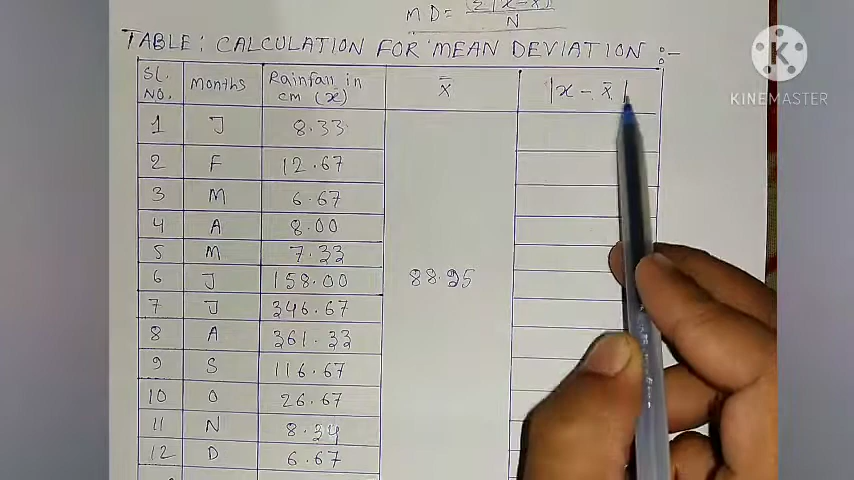 MD = (Σ|x-x̄|)
N
TABLE: CALCULATION FOR MEAN DEVIATION :-
SL. NO. Months Rainfall in cm (x) x̄ |x - x̄|
1 J 8.33
2 F 12.67
3 M 6.67
4 A 8.00
5 M 7.33
6 J 158.00 88.95
7 J 346.67
8 A 361.33
9 S 116.67
10 O 26.67
11 N 8.34
12 D 6.67
KINEMASTER